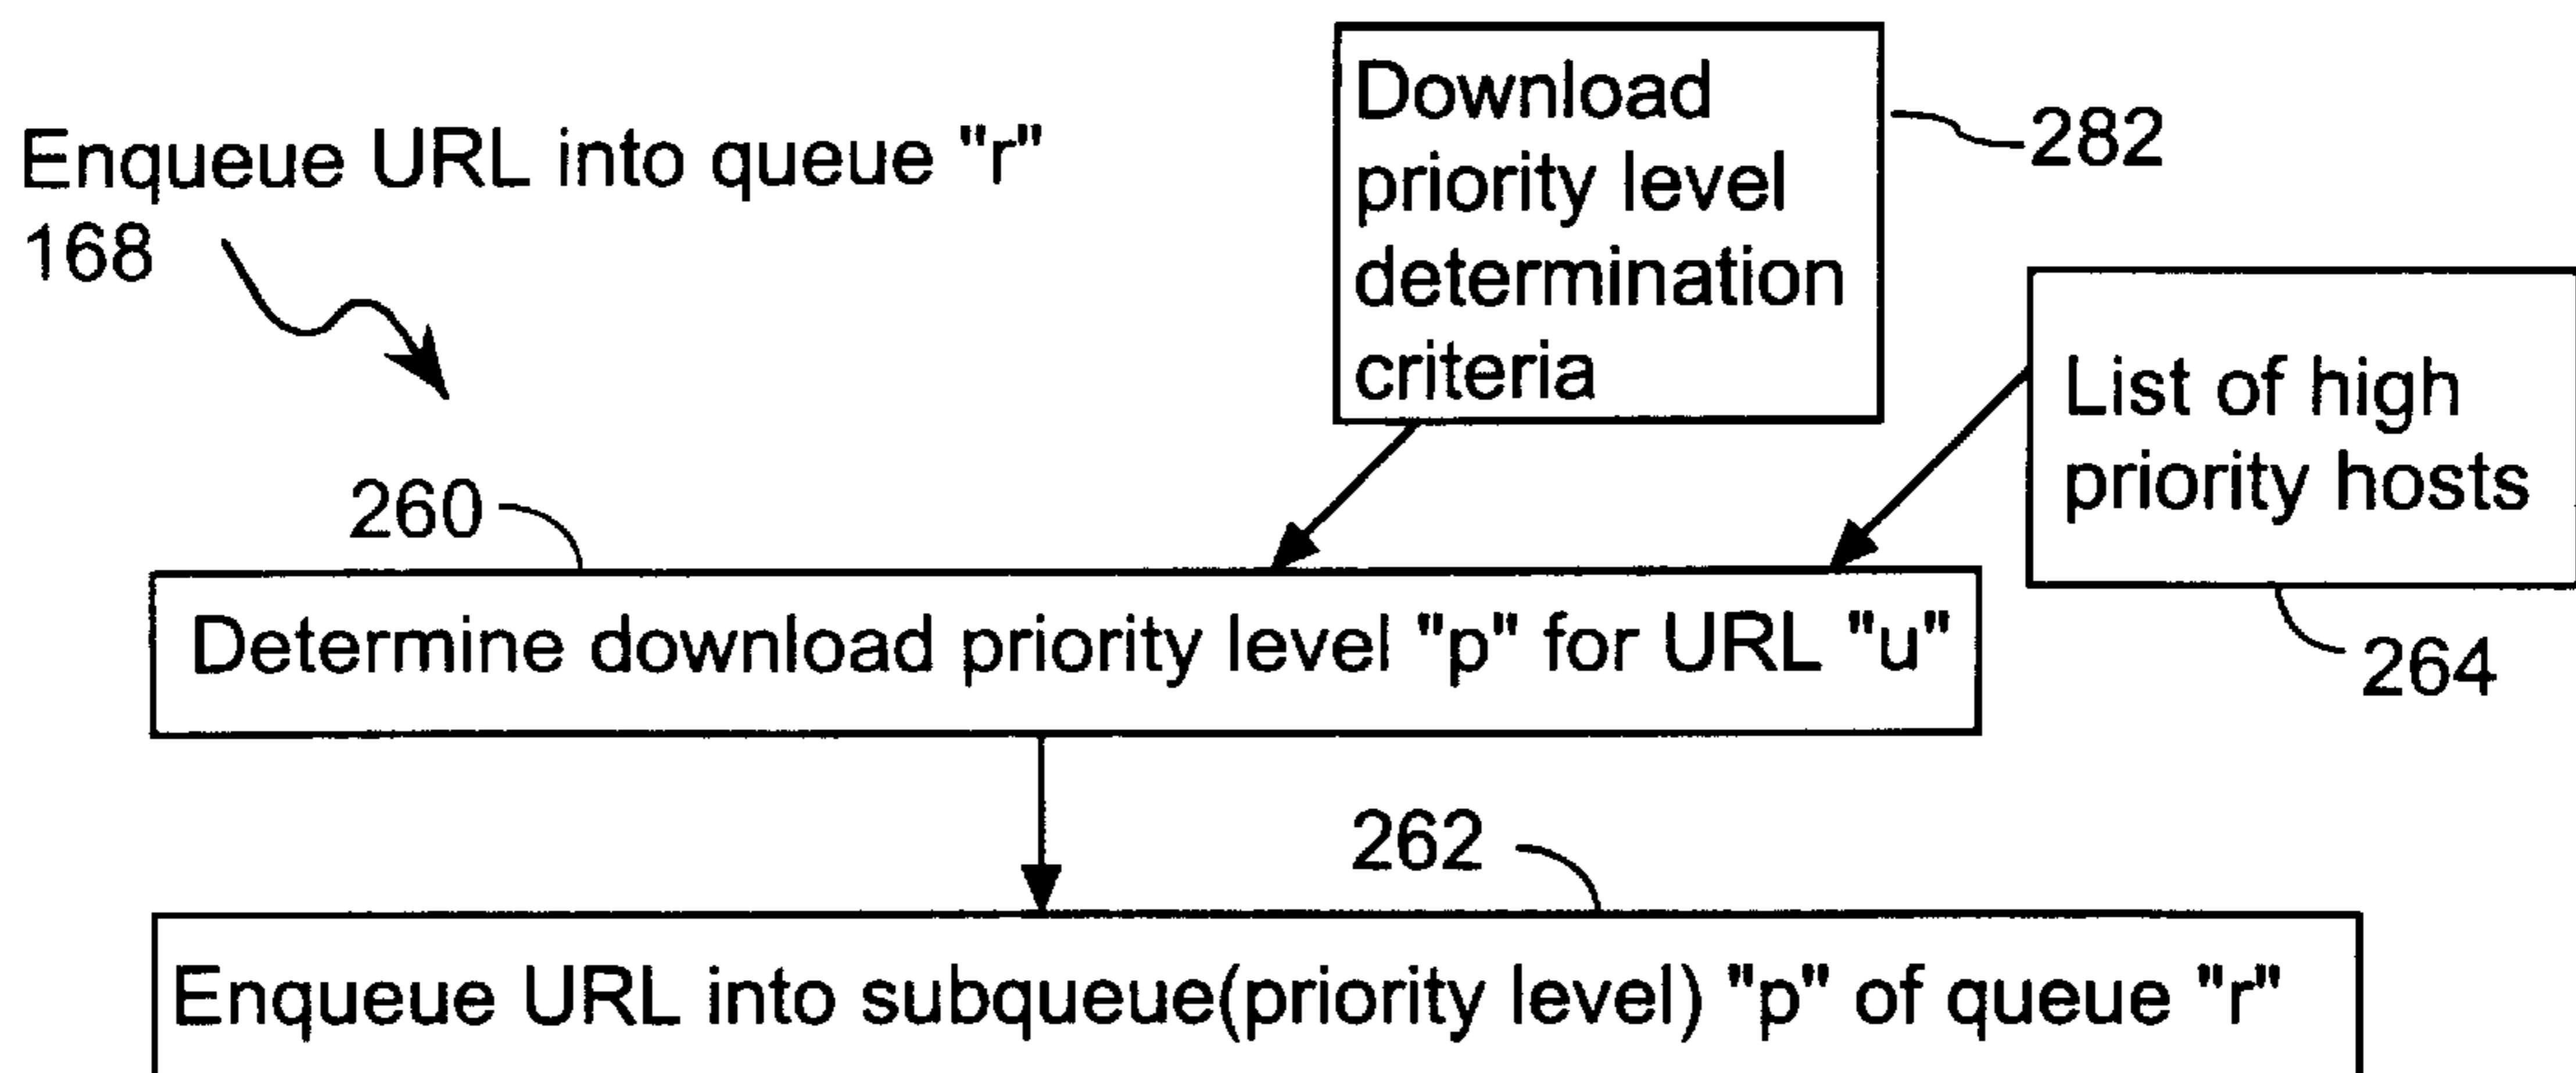 Enqueue URL into queue "r"
168
Download
priority level
determination
criteria
282
List of high
priority hosts
264
260
Determine download priority level "p" for URL "u"
262
Enqueue URL into subqueue(priority level) "p" of queue "r"